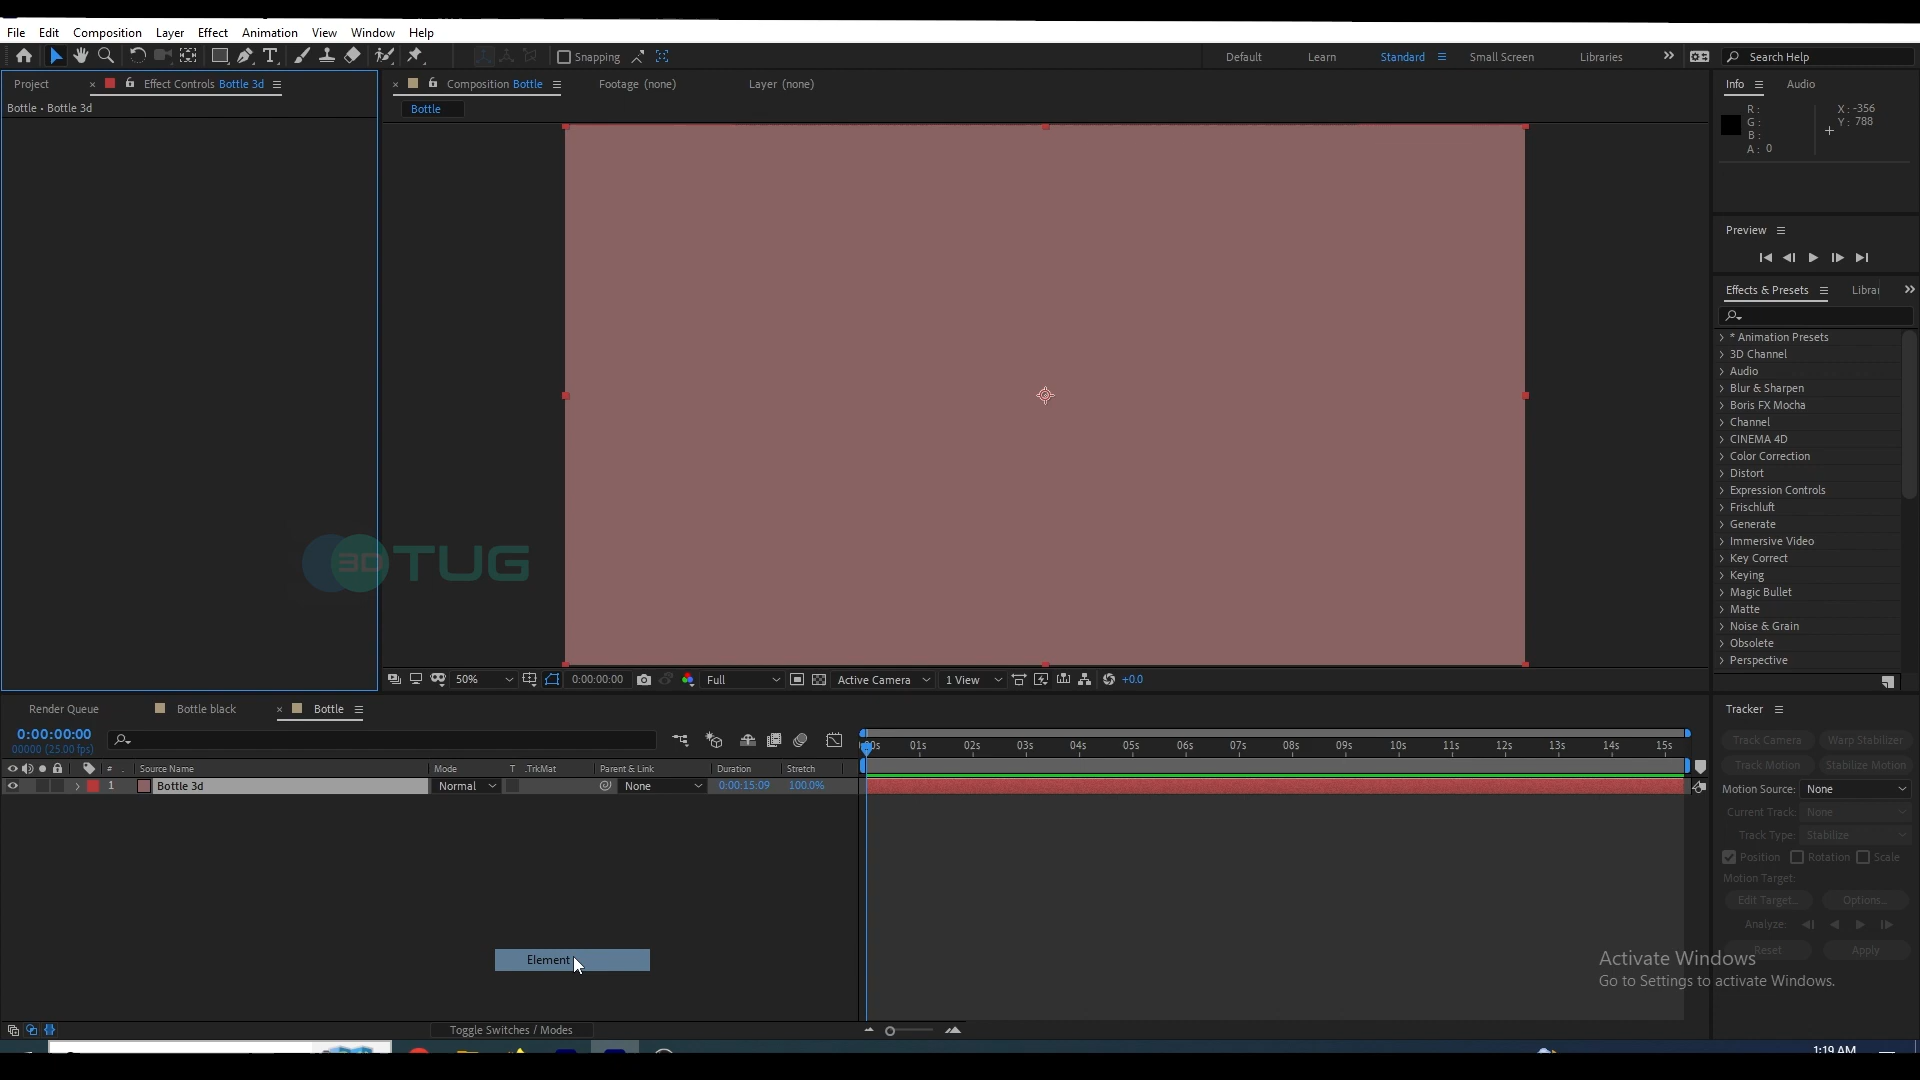 File Edit Composition Layer Effect Animation View Window Help
Snapping Default Learn Standard Small Screen Libraries Search Help
Project Effect Controls Bottle 3d Composition Bottle Footage (none) Layer (none) Info Audio
Bottle • Bottle 3d
Bottle
R:
G:
B:
A: 0
X: -356
Y: 788
Preview
Effects & Presets Librar
* Animation Presets
3D Channel
Audio
Blur & Sharpen
Boris FX Mocha
Channel
CINEMA 4D
Color Correction
Distort
Expression Controls
Frischluft
Generate
Immersive Video
Key Correct
Keying
Magic Bullet
Matte
Noise & Grain
Obsolete
Perspective
3D TUG
50% 0:00:00:00 Full Active Camera 1 View +0.0
Render Queue Bottle black Bottle
0:00:00:00
00000 (25.00 fps)
00s 01s 02s 03s 04s 05s 06s 07s 08s 09s 10s 11s 12s 13s 14s 15s
# Source Name Mode T .TrkMat Parent & Link Duration Stretch
1 Bottle 3d Normal None 0:00:15:09 100.0%
Element
Toggle Switches / Modes
Tracker
Track Camera Warp Stabilizer
Track Motion Stabilize Motion
Motion Source: None
Current Track: None
Track Type: Stabilize
Position Rotation Scale
Motion Target:
Edit Target... Options...
Analyze:
Reset Apply
Activate Windows
Go to Settings to activate Windows.
1:19 AM